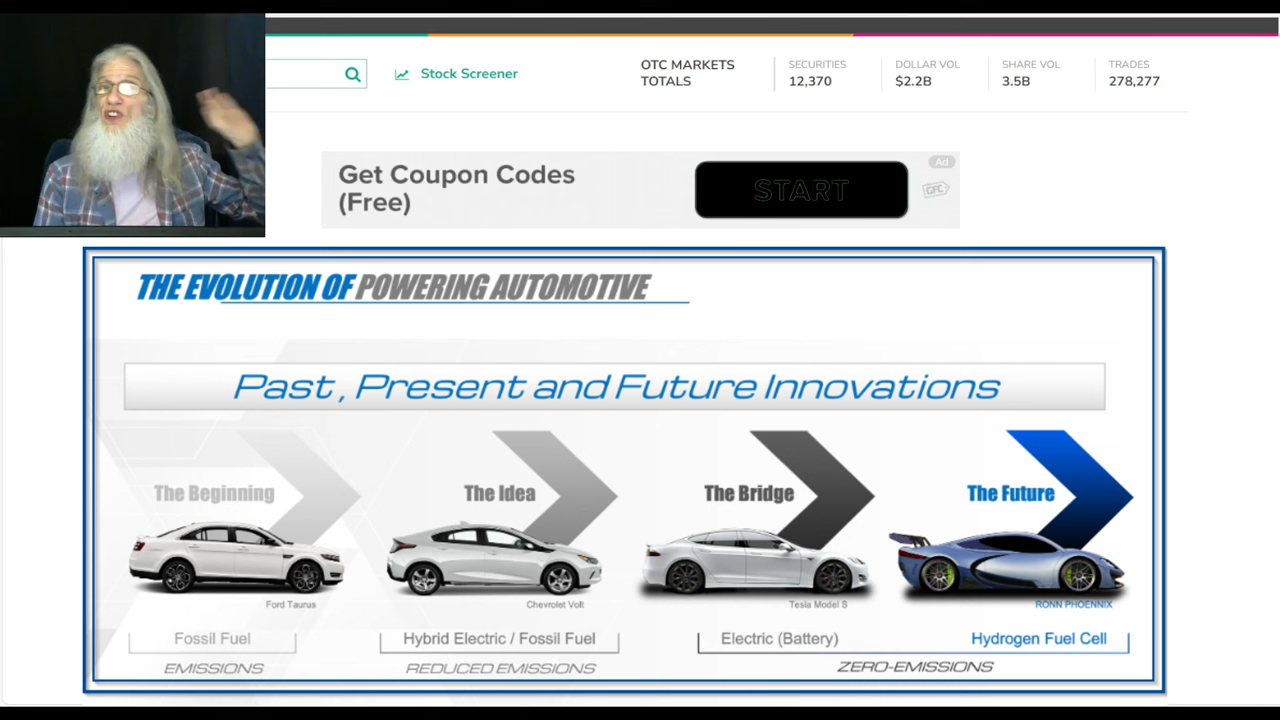 Stock Screener
OTC MARKETS
TOTALS
SECURITIES
12,370
DOLLAR VOL
$2.2B
SHARE VOL
3.5B
TRADES
278,277
Get Coupon Codes
(Free)
START
Ad
GFC
THE EVOLUTION OF POWERING AUTOMOTIVE
Past, Present and Future Innovations
The Beginning
The Idea
The Bridge
The Future
Ford Taurus
Chevrolet Volt
Tesla Model S
RONN PHOENNIX
Fossil Fuel
Hybrid Electric / Fossil Fuel
Electric (Battery)
Hydrogen Fuel Cell
EMISSIONS
REDUCED EMISSIONS
ZERO-EMISSIONS